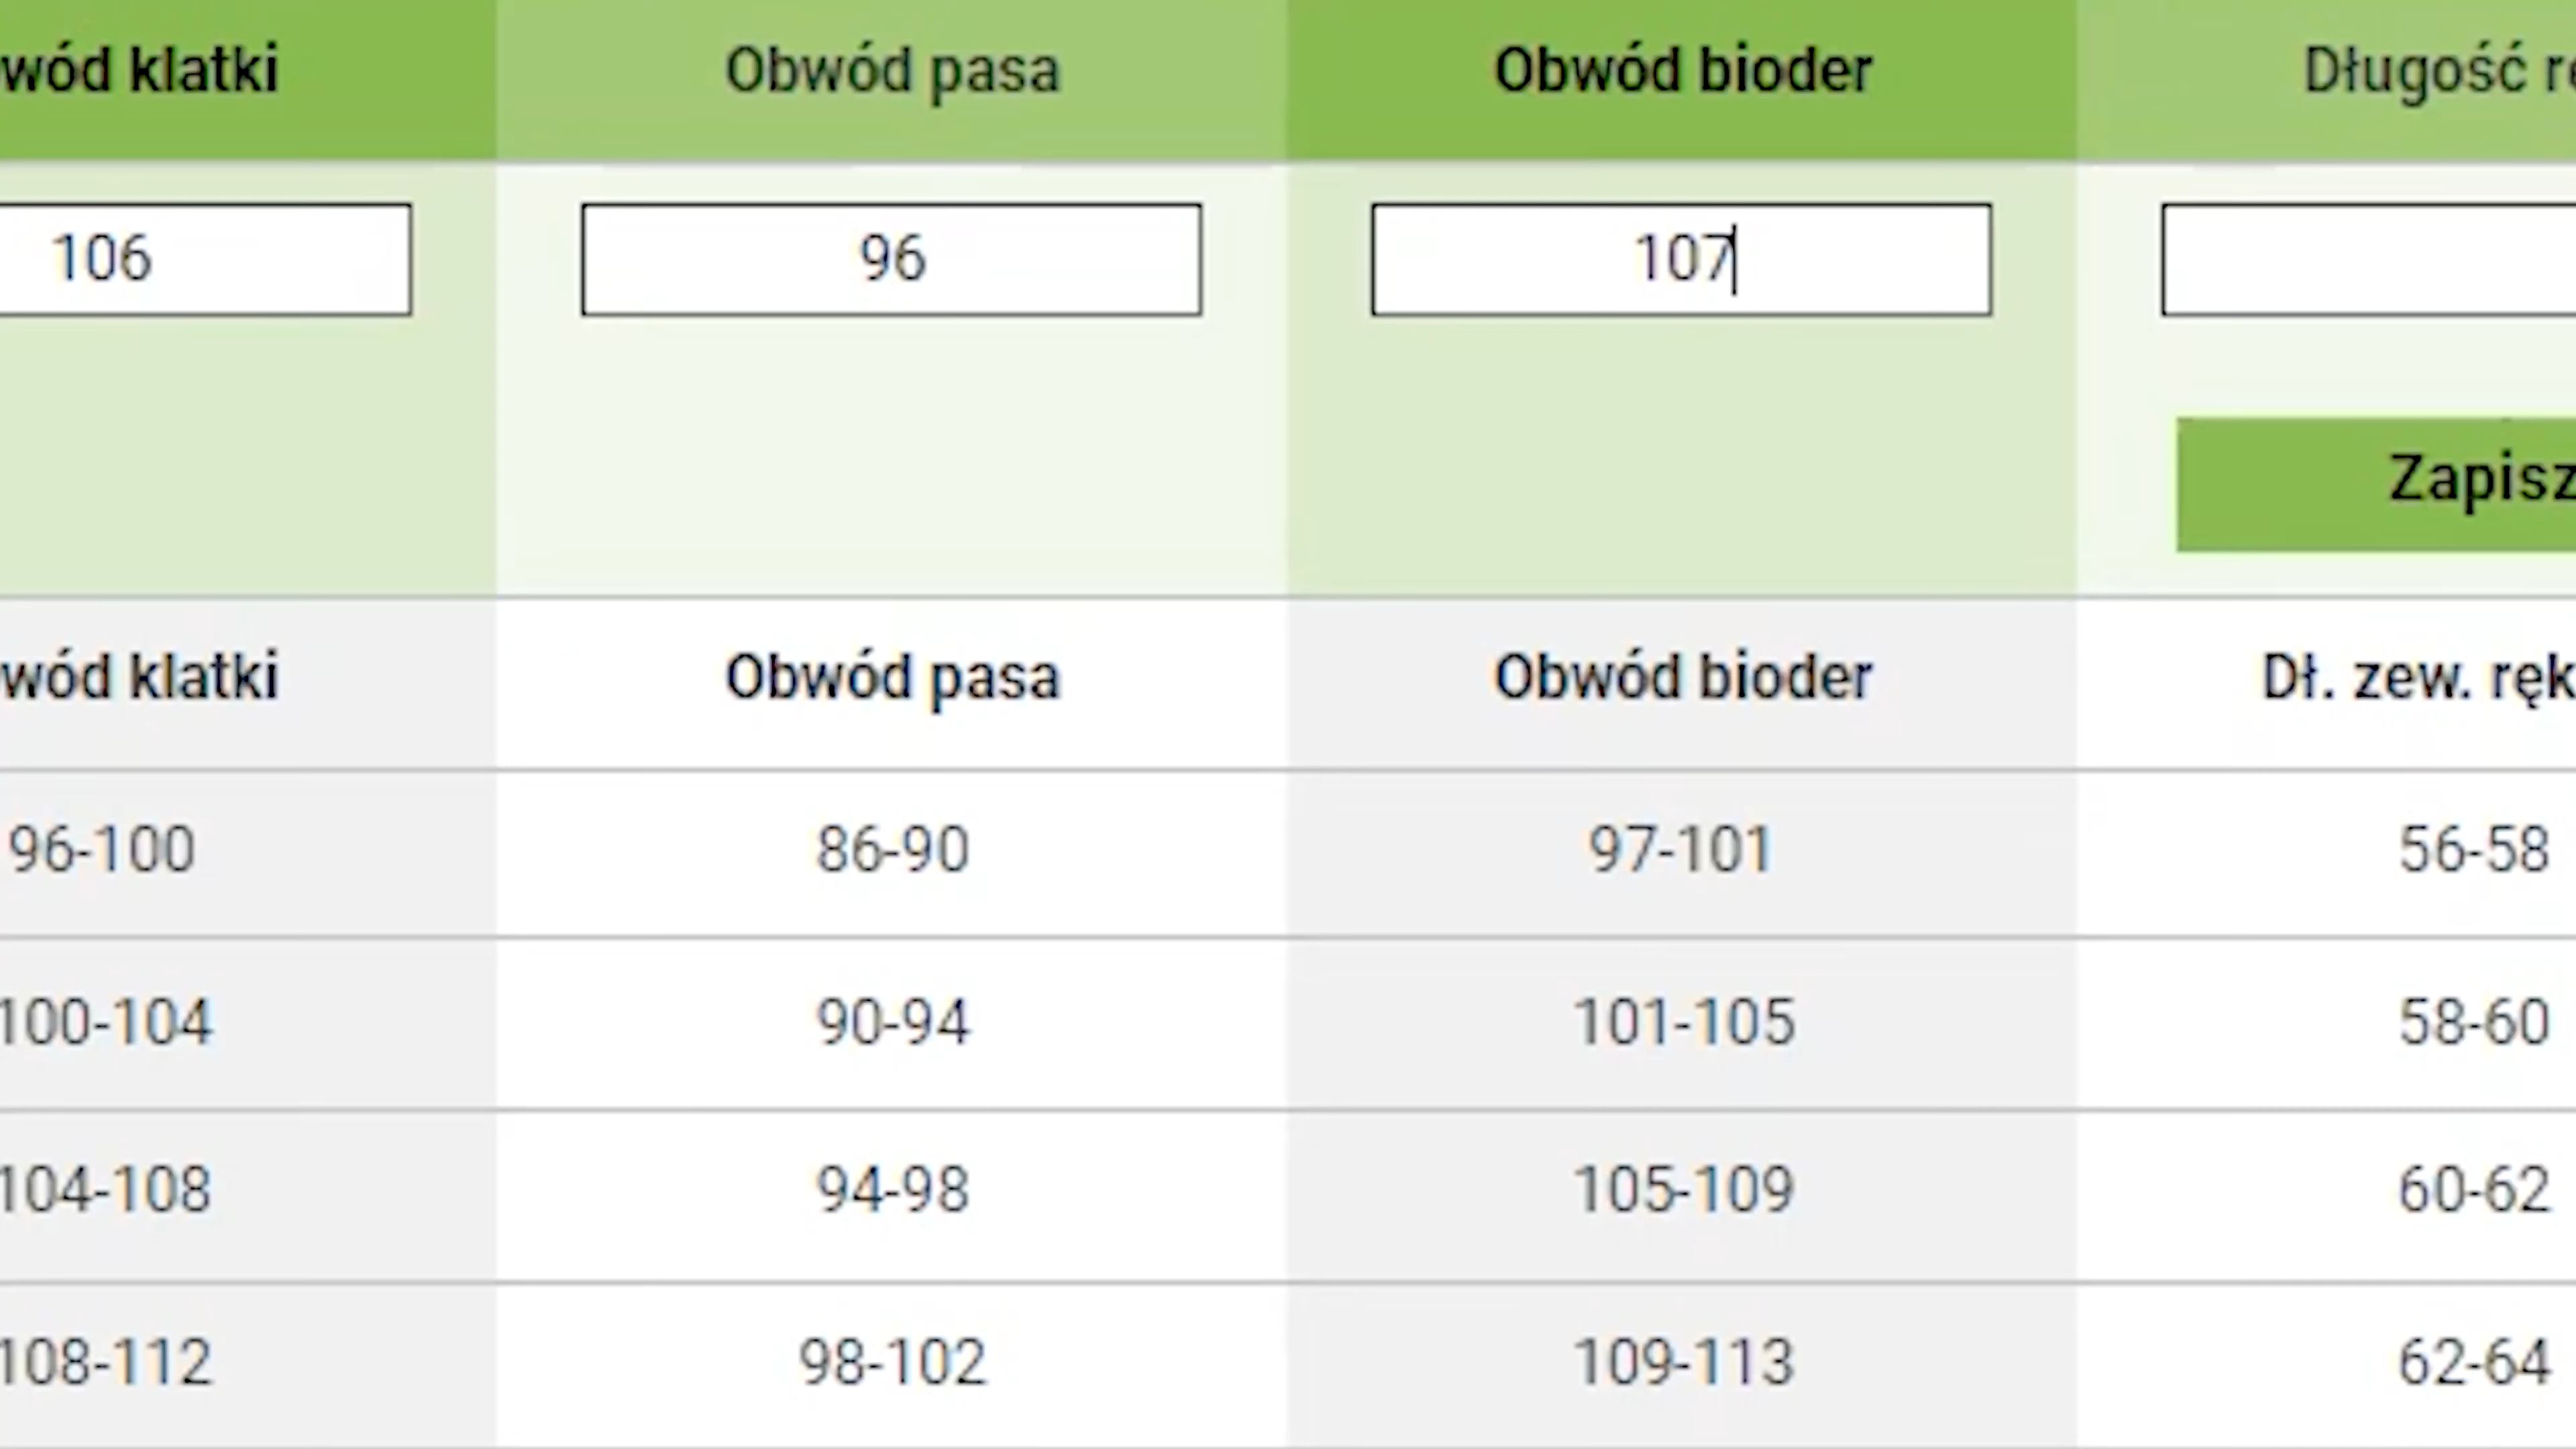 wód klatki Obwód pasa Obwód bioder Długość rę
106 96 107
Zapisz
wód klatki Obwód pasa Obwód bioder Dł. zew. ręk
96-100 86-90 97-101 56-58
100-104 90-94 101-105 58-60
104-108 94-98 105-109 60-62
108-112 98-102 109-113 62-64